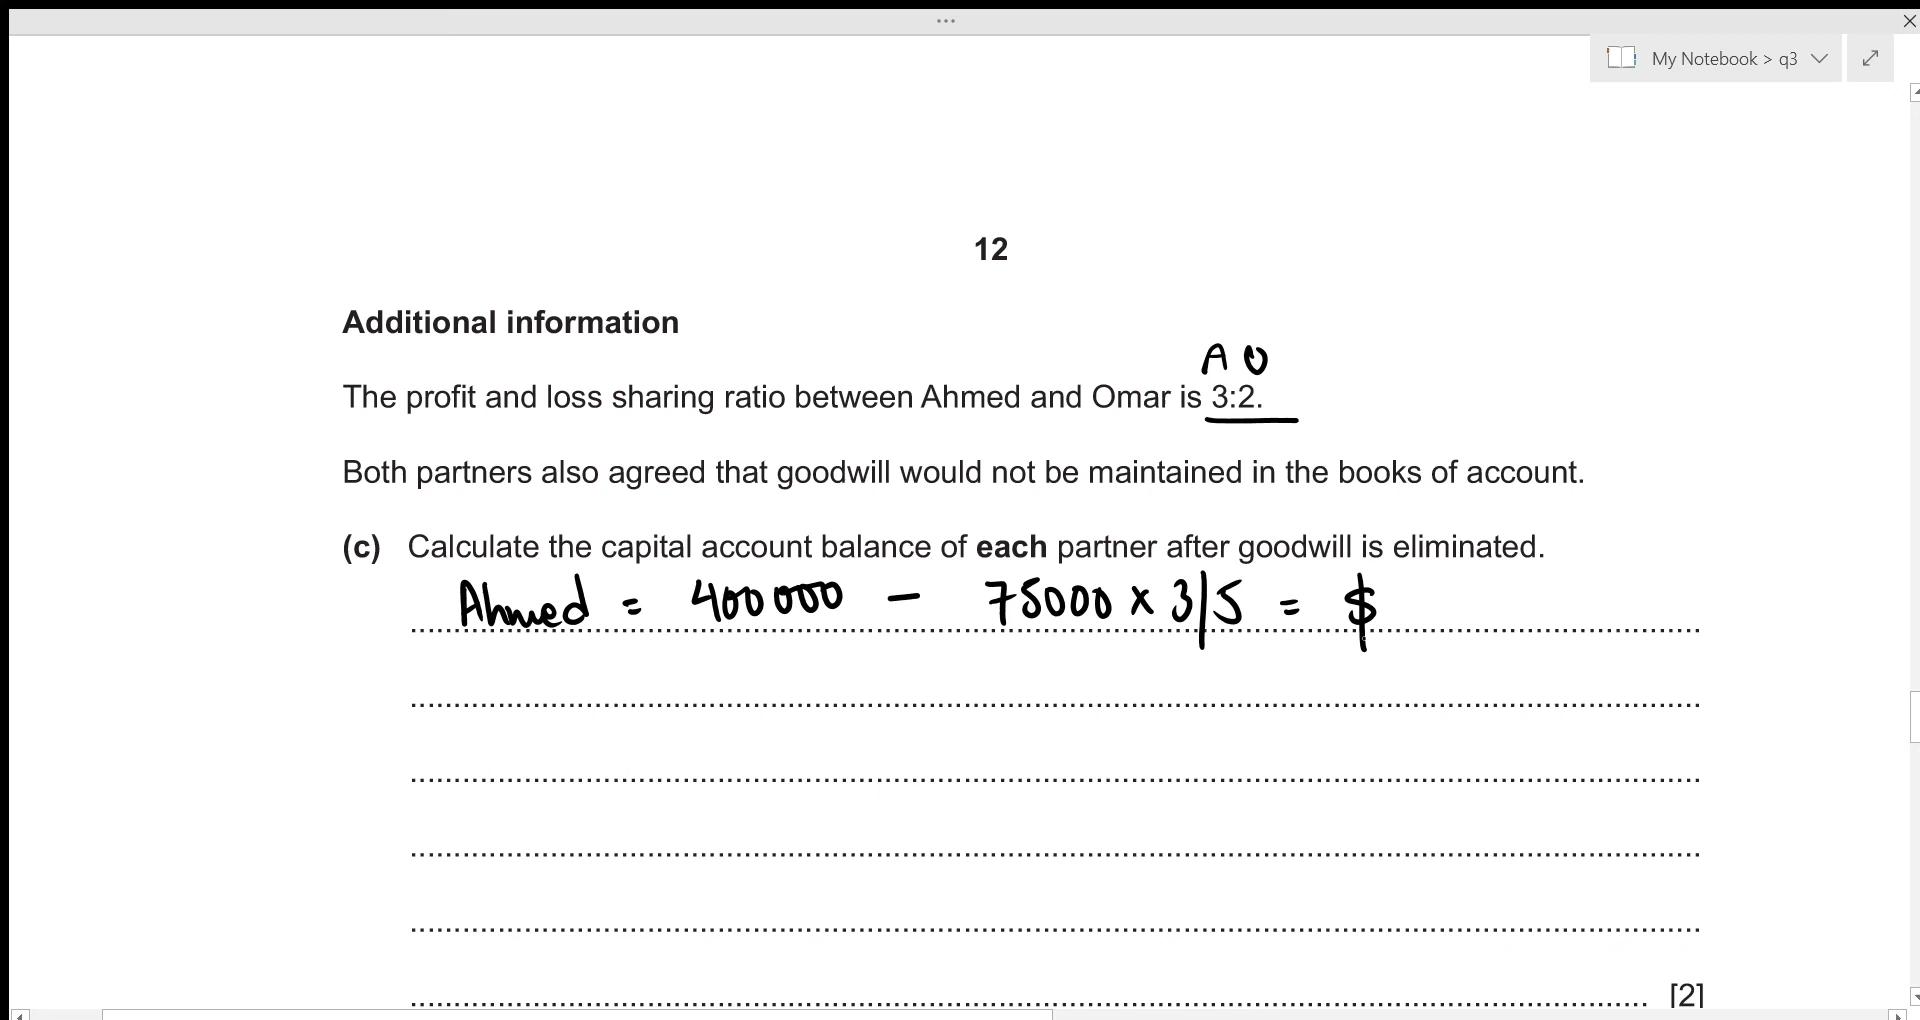 My Notebook > q3
12
Additional information
A O
The profit and loss sharing ratio between Ahmed and Omar is 3:2.
Both partners also agreed that goodwill would not be maintained in the books of account.
(c) Calculate the capital account balance of each partner after goodwill is eliminated.
Ahmed = 400000 - 75000 x 3/5 = $
[2]